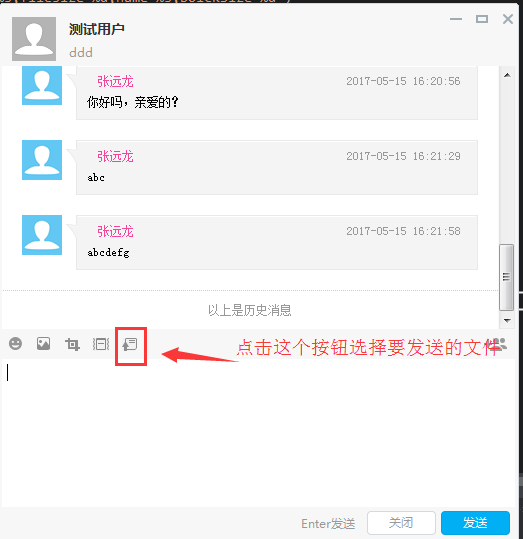 测试用户
ddd
张远龙 2017-05-15 16:20:56
你好吗，亲爱的？
张远龙 2017-05-15 16:21:29
abc
张远龙 2017-05-15 16:21:58
abcdefg
以上是历史消息
点击这个按钮选择要发送的文件
Enter发送 关闭 发送